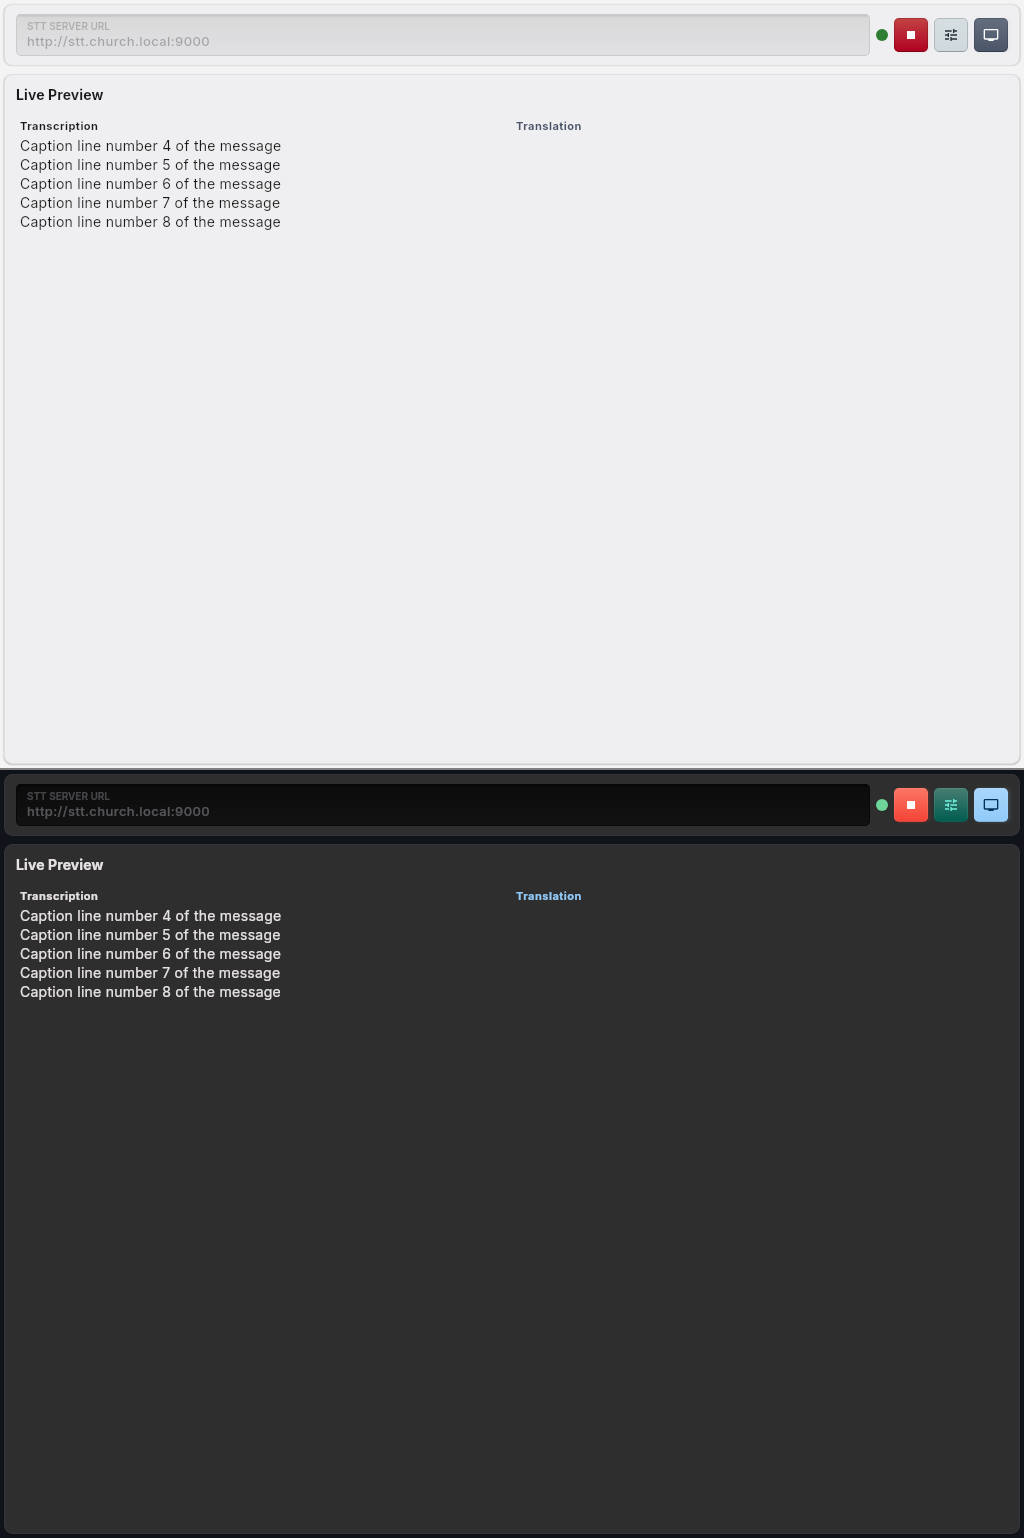 STT SERVER URL
http://stt.church.local:9000
Live Preview
Transcription
Translation
Caption line number 4 of the message
Caption line number 5 of the message
Caption line number 6 of the message
Caption line number 7 of the message
Caption line number 8 of the message
STT SERVER URL
http://stt.church.local:9000
Live Preview
Transcription
Translation
Caption line number 4 of the message
Caption line number 5 of the message
Caption line number 6 of the message
Caption line number 7 of the message
Caption line number 8 of the message